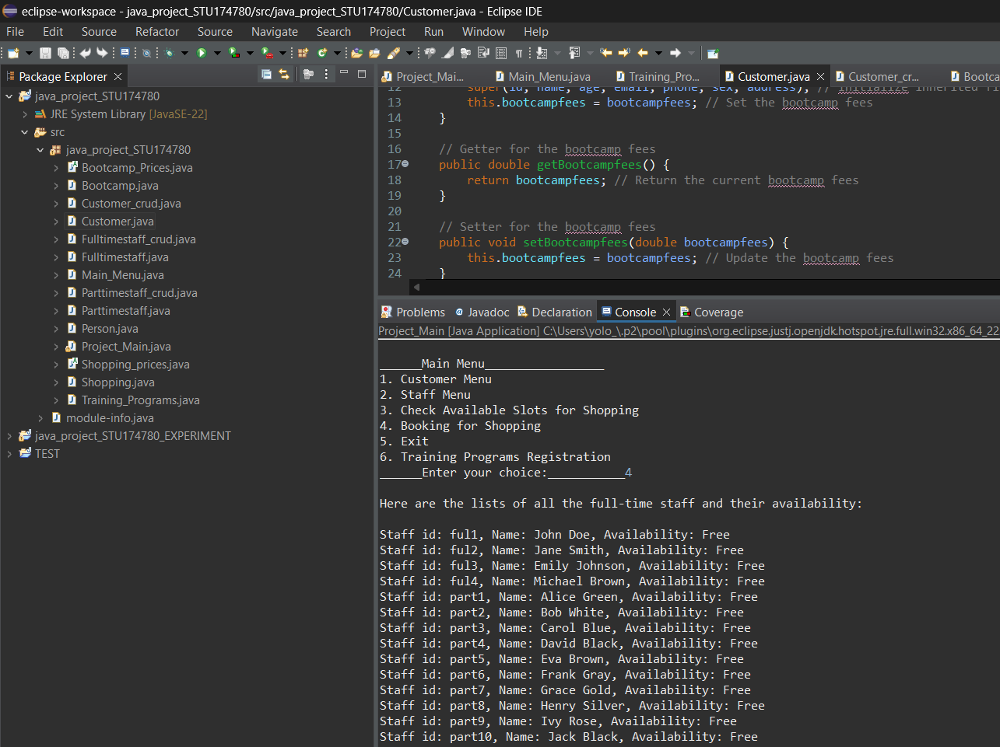 eclipse-workspace - java_project_STU174780/src/java_project_STU174780/Customer.java - Eclipse IDE
File Edit Source Refactor Source Navigate Search Project Run Window Help
Package Explorer
java_project_STU174780
JRE System Library [JavaSE-22]
src
java_project_STU174780
Bootcamp_Prices.java
Bootcamp.java
Customer_crud.java
Customer.java
Fulltimestaff_crud.java
Fulltimestaff.java
Main_Menu.java
Parttimestaff_crud.java
Parttimestaff.java
Person.java
Project_Main.java
Shopping_prices.java
Shopping.java
Training_Programs.java
module-info.java
java_project_STU174780_EXPERIMENT
TEST
Project_Mai... Main_Menu.java Training_Pro... Customer.java Customer_cr... Bootca
12 super(id, name, age, email, phone, sex, address); // Initialize inherited fi
13 this.bootcampfees = bootcampfees; // Set the bootcamp fees
14 }
15
16 // Getter for the bootcamp fees
17 public double getBootcampfees() {
18 return bootcampfees; // Return the current bootcamp fees
19 }
20
21 // Setter for the bootcamp fees
22 public void setBootcampfees(double bootcampfees) {
23 this.bootcampfees = bootcampfees; // Update the bootcamp fees
24 }
Problems Javadoc Declaration Console Coverage
Project_Main [Java Application] C:\Users\yolo_\.p2\pool\plugins\org.eclipse.justj.openjdk.hotspot.jre.full.win32.x86_64_22
______Main Menu_________________
1. Customer Menu
2. Staff Menu
3. Check Available Slots for Shopping
4. Booking for Shopping
5. Exit
6. Training Programs Registration
______Enter your choice:___________4
Here are the lists of all the full-time staff and their availability:
Staff id: ful1, Name: John Doe, Availability: Free
Staff id: ful2, Name: Jane Smith, Availability: Free
Staff id: ful3, Name: Emily Johnson, Availability: Free
Staff id: ful4, Name: Michael Brown, Availability: Free
Staff id: part1, Name: Alice Green, Availability: Free
Staff id: part2, Name: Bob White, Availability: Free
Staff id: part3, Name: Carol Blue, Availability: Free
Staff id: part4, Name: David Black, Availability: Free
Staff id: part5, Name: Eva Brown, Availability: Free
Staff id: part6, Name: Frank Gray, Availability: Free
Staff id: part7, Name: Grace Gold, Availability: Free
Staff id: part8, Name: Henry Silver, Availability: Free
Staff id: part9, Name: Ivy Rose, Availability: Free
Staff id: part10, Name: Jack Black, Availability: Free